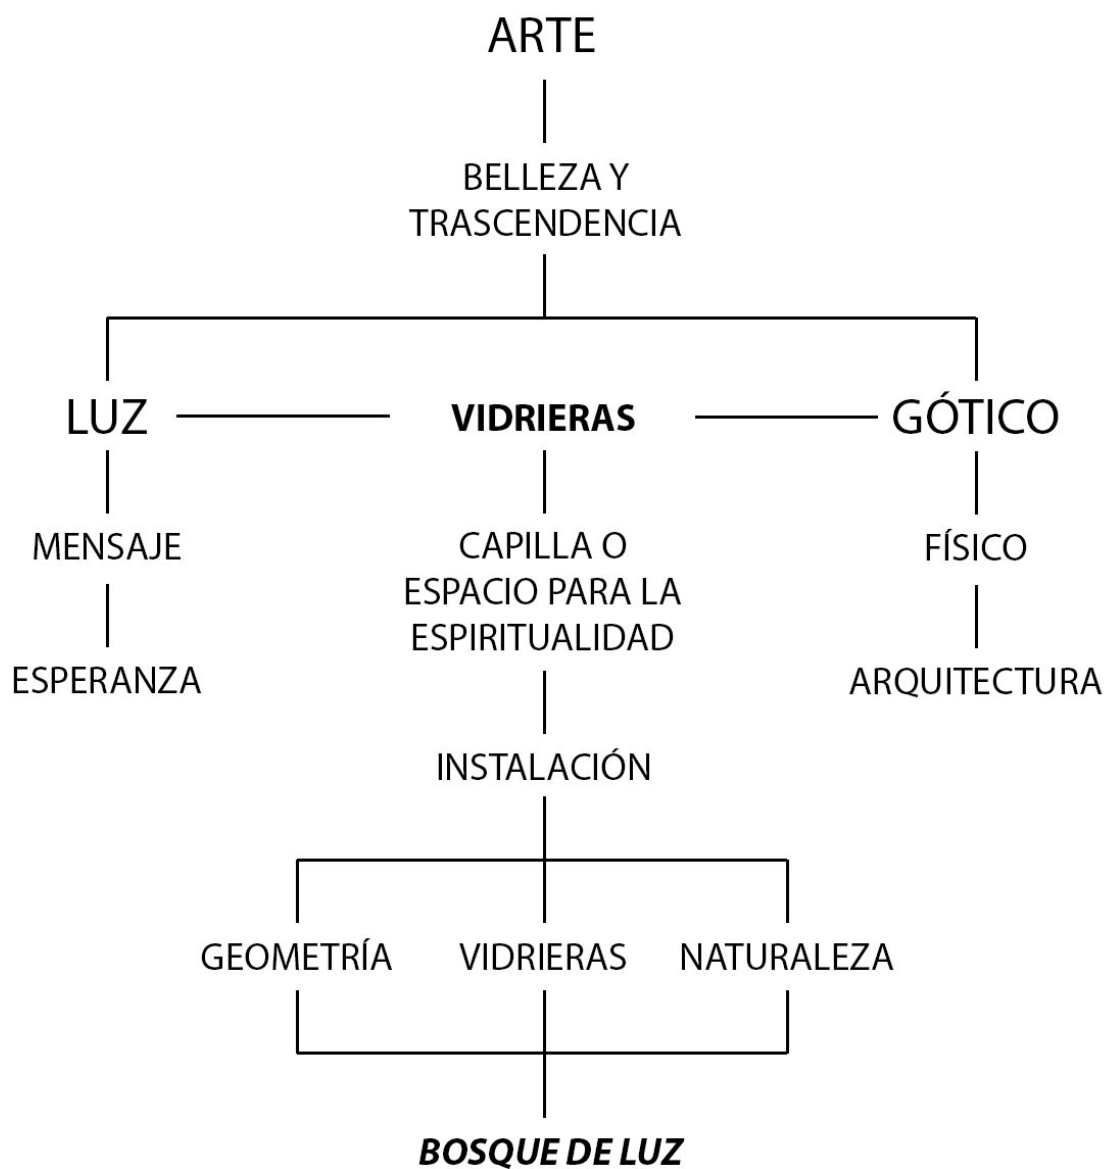 ARTE
BELLEZA Y
TRASCENDENCIA
LUZ
VIDRIERAS
GÓTICO
MENSAJE
CAPILLA O
ESPACIO PARA LA
ESPIRITUALIDAD
FÍSICO
ESPERANZA
ARQUITECTURA
INSTALACIÓN
GEOMETRÍA
VIDRIERAS
NATURALEZA
BOSQUE DE LUZ